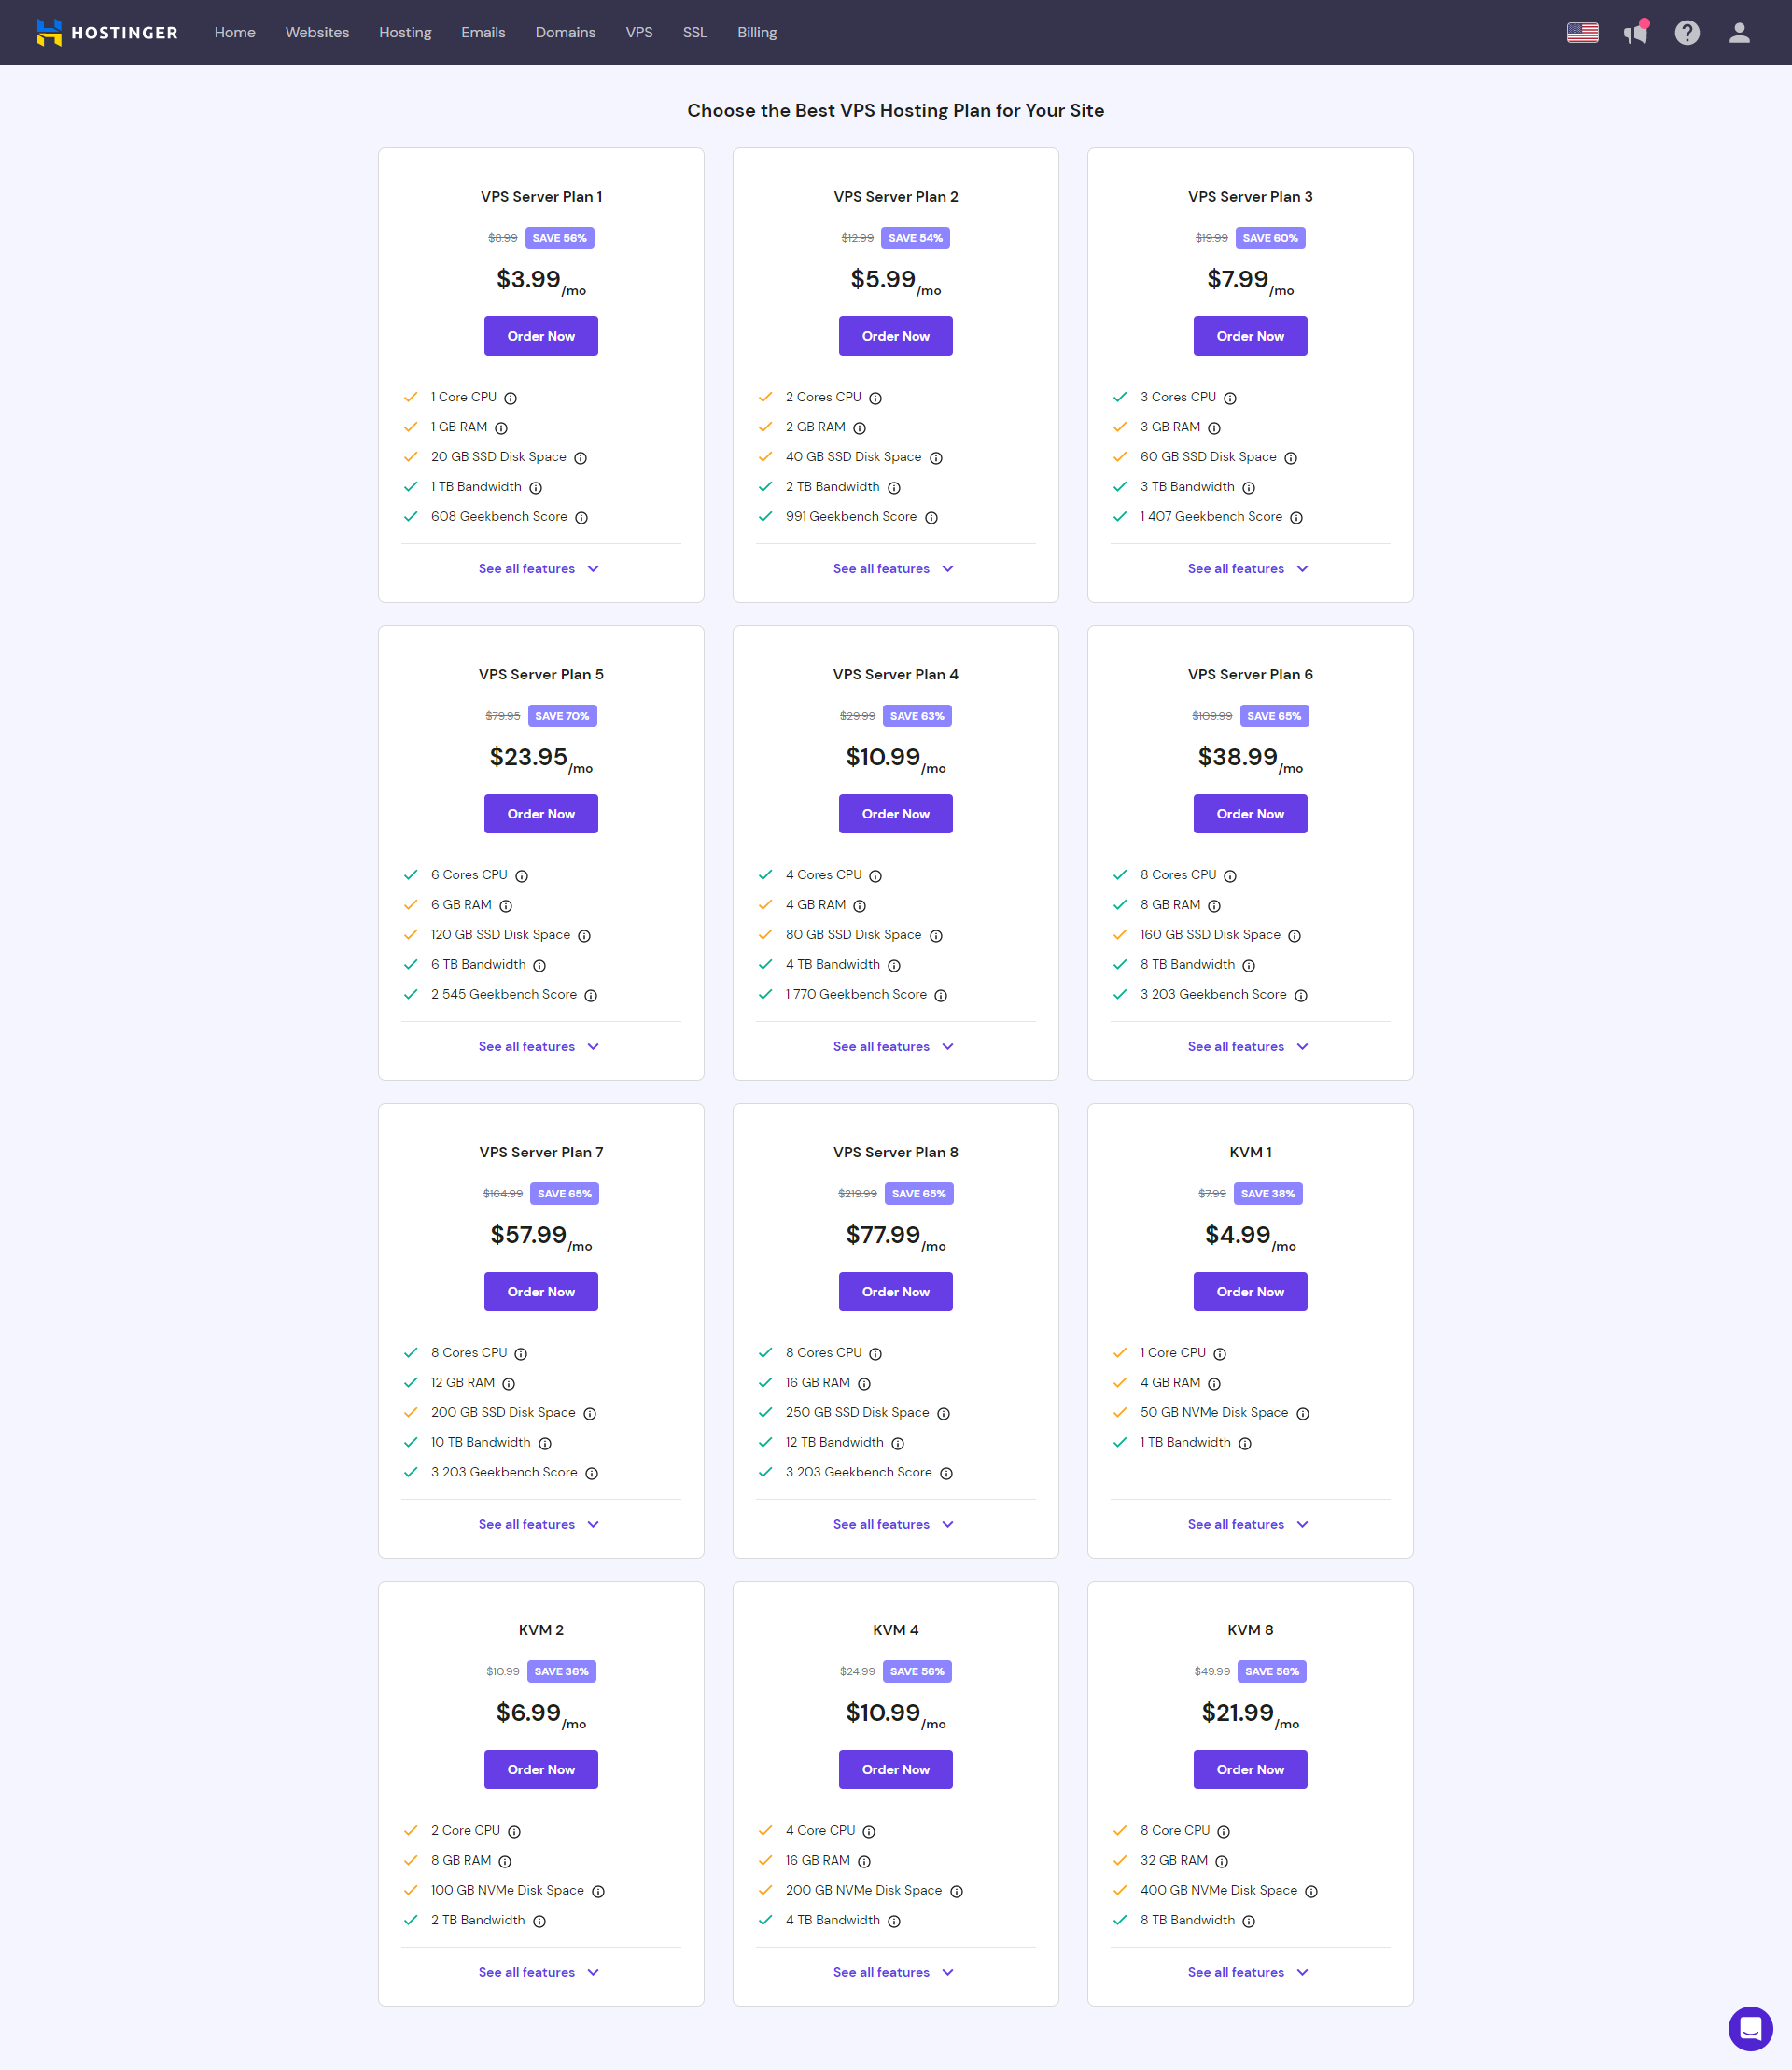 HOSTINGER Home Websites Hosting Emails Domains VPS SSL Billing
Choose the Best VPS Hosting Plan for Your Site
VPS Server Plan 1
$8.99 SAVE 56%
$3.99/mo
Order Now
1 Core CPU
1 GB RAM
20 GB SSD Disk Space
1 TB Bandwidth
608 Geekbench Score
See all features
VPS Server Plan 2
$12.99 SAVE 54%
$5.99/mo
Order Now
2 Cores CPU
2 GB RAM
40 GB SSD Disk Space
2 TB Bandwidth
991 Geekbench Score
See all features
VPS Server Plan 3
$19.99 SAVE 60%
$7.99/mo
Order Now
3 Cores CPU
3 GB RAM
60 GB SSD Disk Space
3 TB Bandwidth
1 407 Geekbench Score
See all features
VPS Server Plan 5
$79.95 SAVE 70%
$23.95/mo
Order Now
6 Cores CPU
6 GB RAM
120 GB SSD Disk Space
6 TB Bandwidth
2 545 Geekbench Score
See all features
VPS Server Plan 4
$29.99 SAVE 63%
$10.99/mo
Order Now
4 Cores CPU
4 GB RAM
80 GB SSD Disk Space
4 TB Bandwidth
1 770 Geekbench Score
See all features
VPS Server Plan 6
$109.99 SAVE 65%
$38.99/mo
Order Now
8 Cores CPU
8 GB RAM
160 GB SSD Disk Space
8 TB Bandwidth
3 203 Geekbench Score
See all features
VPS Server Plan 7
$164.99 SAVE 65%
$57.99/mo
Order Now
8 Cores CPU
12 GB RAM
200 GB SSD Disk Space
10 TB Bandwidth
3 203 Geekbench Score
See all features
VPS Server Plan 8
$219.99 SAVE 65%
$77.99/mo
Order Now
8 Cores CPU
16 GB RAM
250 GB SSD Disk Space
12 TB Bandwidth
3 203 Geekbench Score
See all features
KVM 1
$7.99 SAVE 38%
$4.99/mo
Order Now
1 Core CPU
4 GB RAM
50 GB NVMe Disk Space
1 TB Bandwidth
See all features
KVM 2
$10.99 SAVE 36%
$6.99/mo
Order Now
2 Core CPU
8 GB RAM
100 GB NVMe Disk Space
2 TB Bandwidth
See all features
KVM 4
$24.99 SAVE 56%
$10.99/mo
Order Now
4 Core CPU
16 GB RAM
200 GB NVMe Disk Space
4 TB Bandwidth
See all features
KVM 8
$49.99 SAVE 56%
$21.99/mo
Order Now
8 Core CPU
32 GB RAM
400 GB NVMe Disk Space
8 TB Bandwidth
See all features